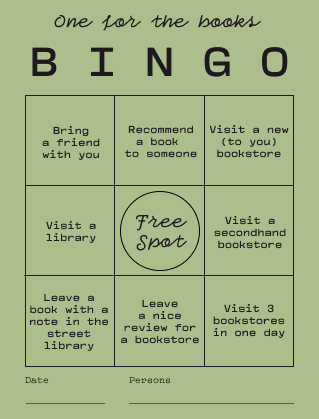 One for the books
BINGO
Bring
a friend
with you
Recommend
a book
to someone
Visit a new
(to you)
bookstore
Visit a
library
Free
Spot
Visit a
secondhand
bookstore
Leave a
book with a
note in the
street
library
Leave
a nice
review for
a bookstore
Visit 3
bookstores
in one day
Date
Persons